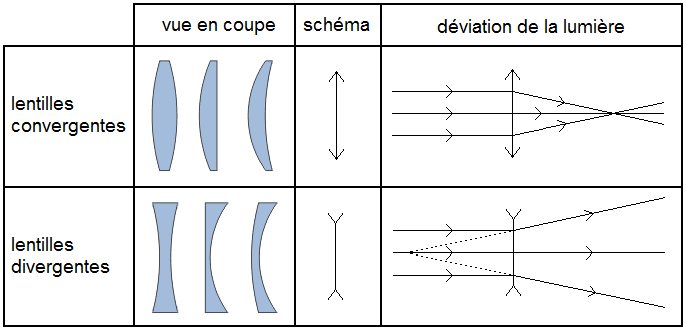 vue en coupe
schéma
déviation de la lumière
lentilles
convergentes
lentilles
divergentes